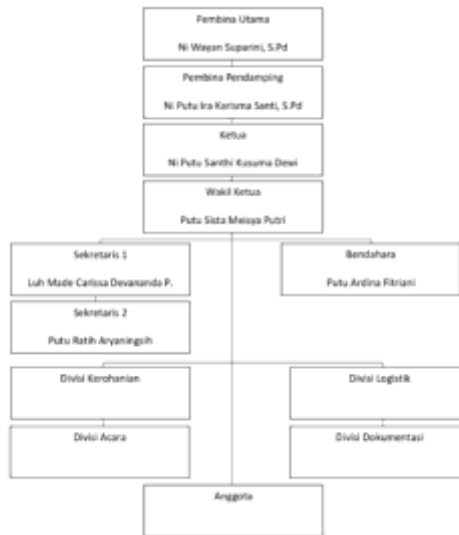 Pembina Utama
Ni Wayan Suparini, S.Pd
Pembina Pendamping
Ni Putu Ira Karisma Santi, S.Pd
Ketua
Ni Putu Santhi Kusuma Dewi
Wakil Ketua
Putu Sista Meisya Putri
Sekretaris 1
Luh Made Carissa Devananda P.
Bendahara
Putu Ardina Fitriani
Sekretaris 2
Putu Ratih Aryaningsih
Divisi Kerohanian
Divisi Logistik
Divisi Acara
Divisi Dokumentasi
Anggota